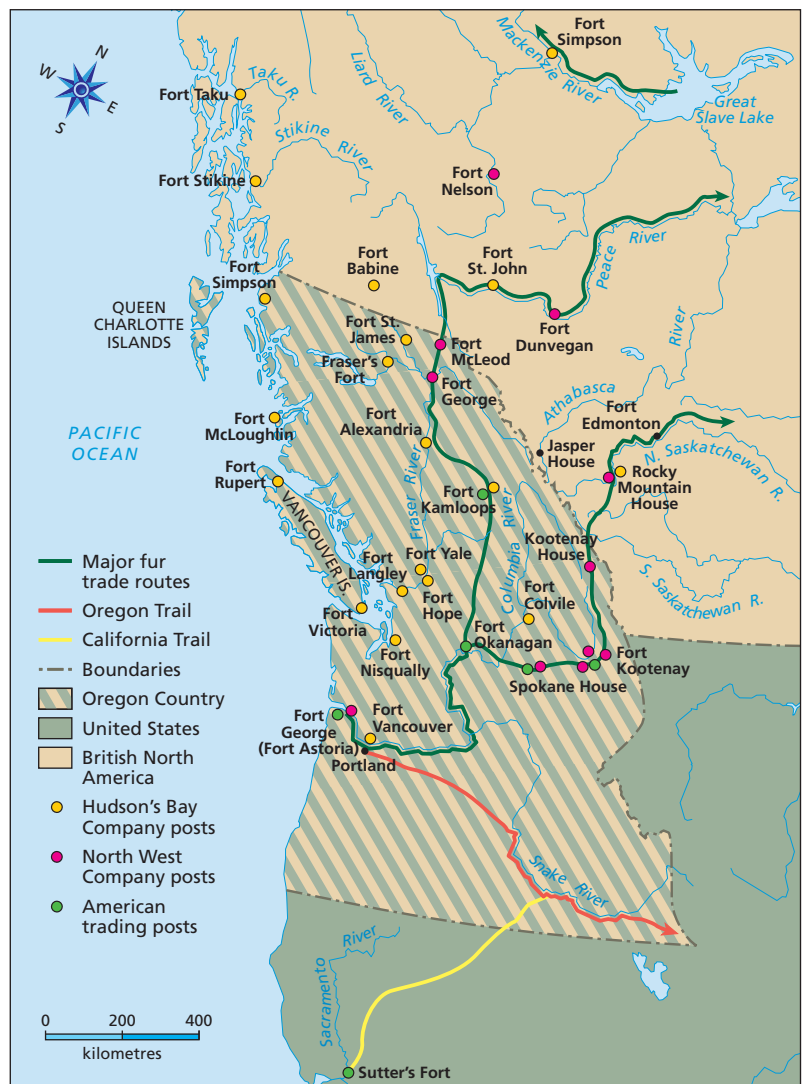 N
W
E
S
Fort
Simpson
Mackenzie River
Great
Slave Lake
Taku R.
Fort Taku
Liard River
Stikine River
Fort Stikine
Fort
Nelson
Fort
Simpson
Fort
Babine
Fort
St. John
Peace River
QUEEN
CHARLOTTE
ISLANDS
Fort St.
James
Fort
McLeod
Fort
Dunvegan
Fraser's
Fort
Fort
George
Athabasca River
Fort
Edmonton
Fort
Alexandria
Jasper
House
N. Saskatchewan R.
PACIFIC
OCEAN
Fort
McLoughlin
Fort
Rupert
Rocky
Mountain
House
Fraser River
Fort
Kamloops
Columbia River
VANCOUVER IS.
Kootenay
House
Fort
Langley
Fort Yale
Fort
Hope
Fort
Colvile
S. Saskatchewan R.
Fort
Victoria
Fort
Nisqually
Fort
Okanagan
Fort
Kootenay
Spokane House
Fort
George
(Fort Astoria)
Fort
Vancouver
Portland
Snake River
Sacramento River
Sutter's Fort
Major fur
trade routes
Oregon Trail
California Trail
Boundaries
Oregon Country
United States
British North
America
Hudson's Bay
Company posts
North West
Company posts
American
trading posts
0 200 400
kilometres